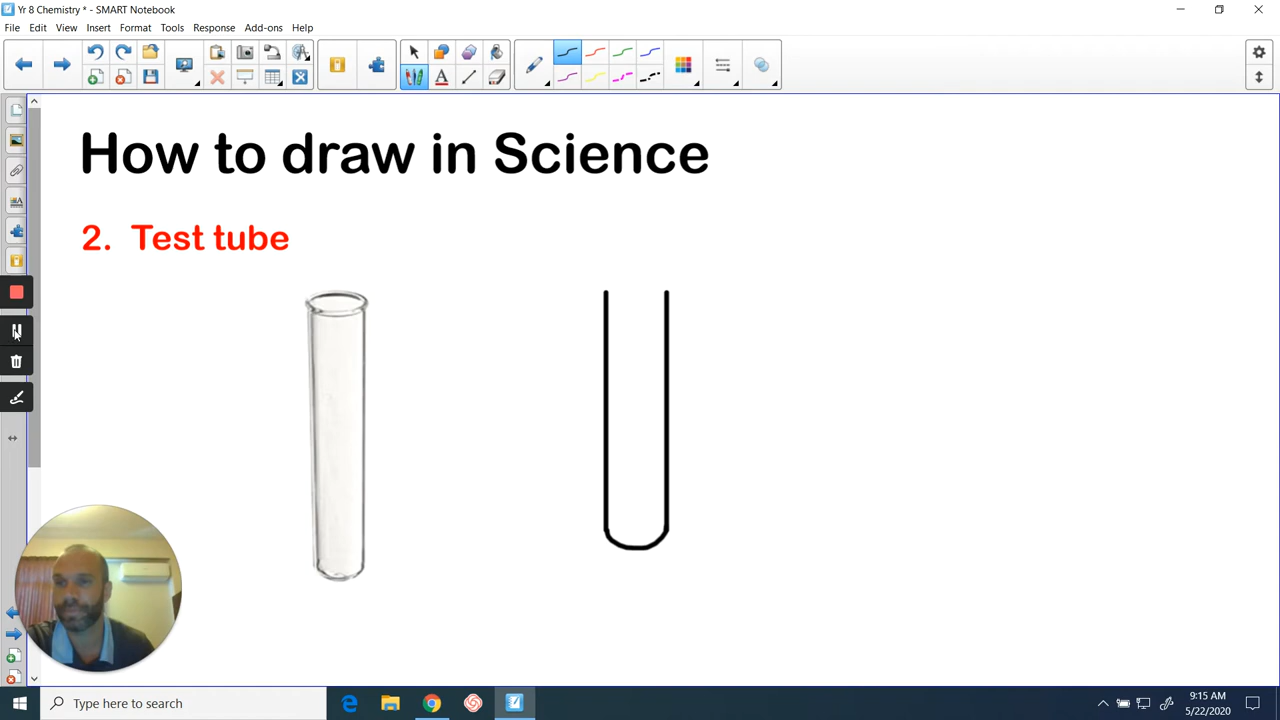 Yr 8 Chemistry * - SMART Notebook
File Edit View Insert Format Tools Response Add-ons Help
How to draw in Science
2. Test tube
Type here to search
9:15 AM
5/22/2020